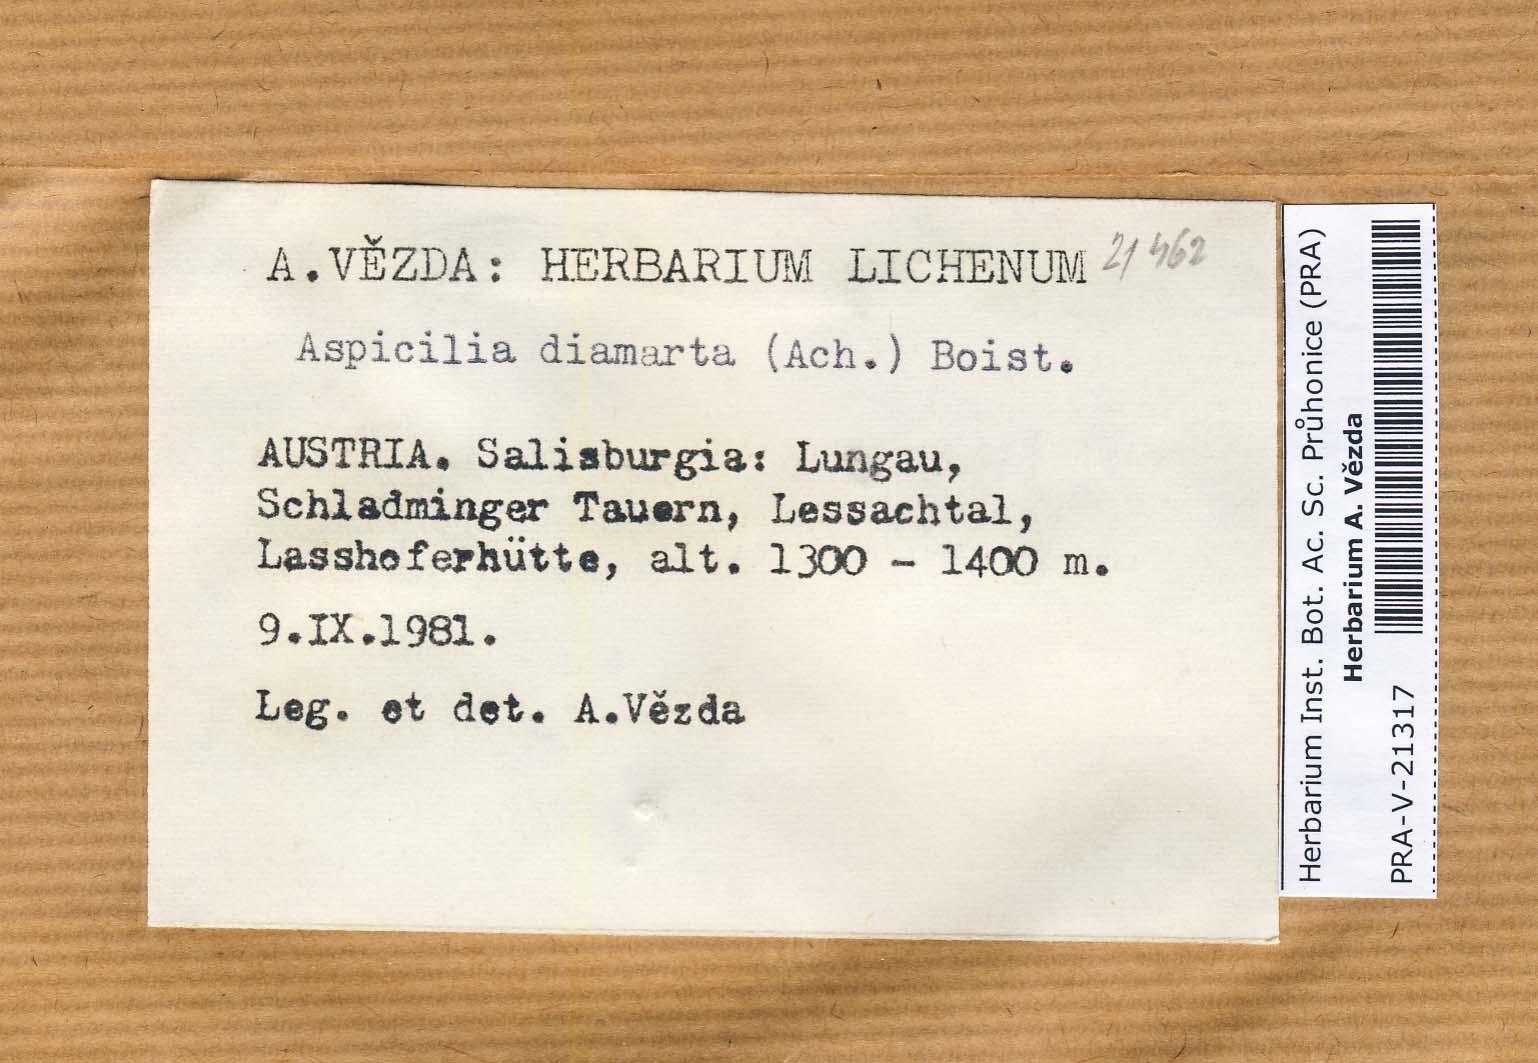 A.VĚZDA: HERBARIUM LICHENUM 21462
Aspicilia diamarta (Ach.) Boist.
AUSTRIA. Salisburgia: Lungau,
Schladminger Tauern, Lessachtal,
Lasshoferhütte, alt. 1300 - 1400 m.
9.IX.1981.
Leg. et det. A.Vězda
Herbarium Inst. Bot. Ac. Sc. Průhonice (PRA)
Herbarium A. Vězda
PRA-V-21317